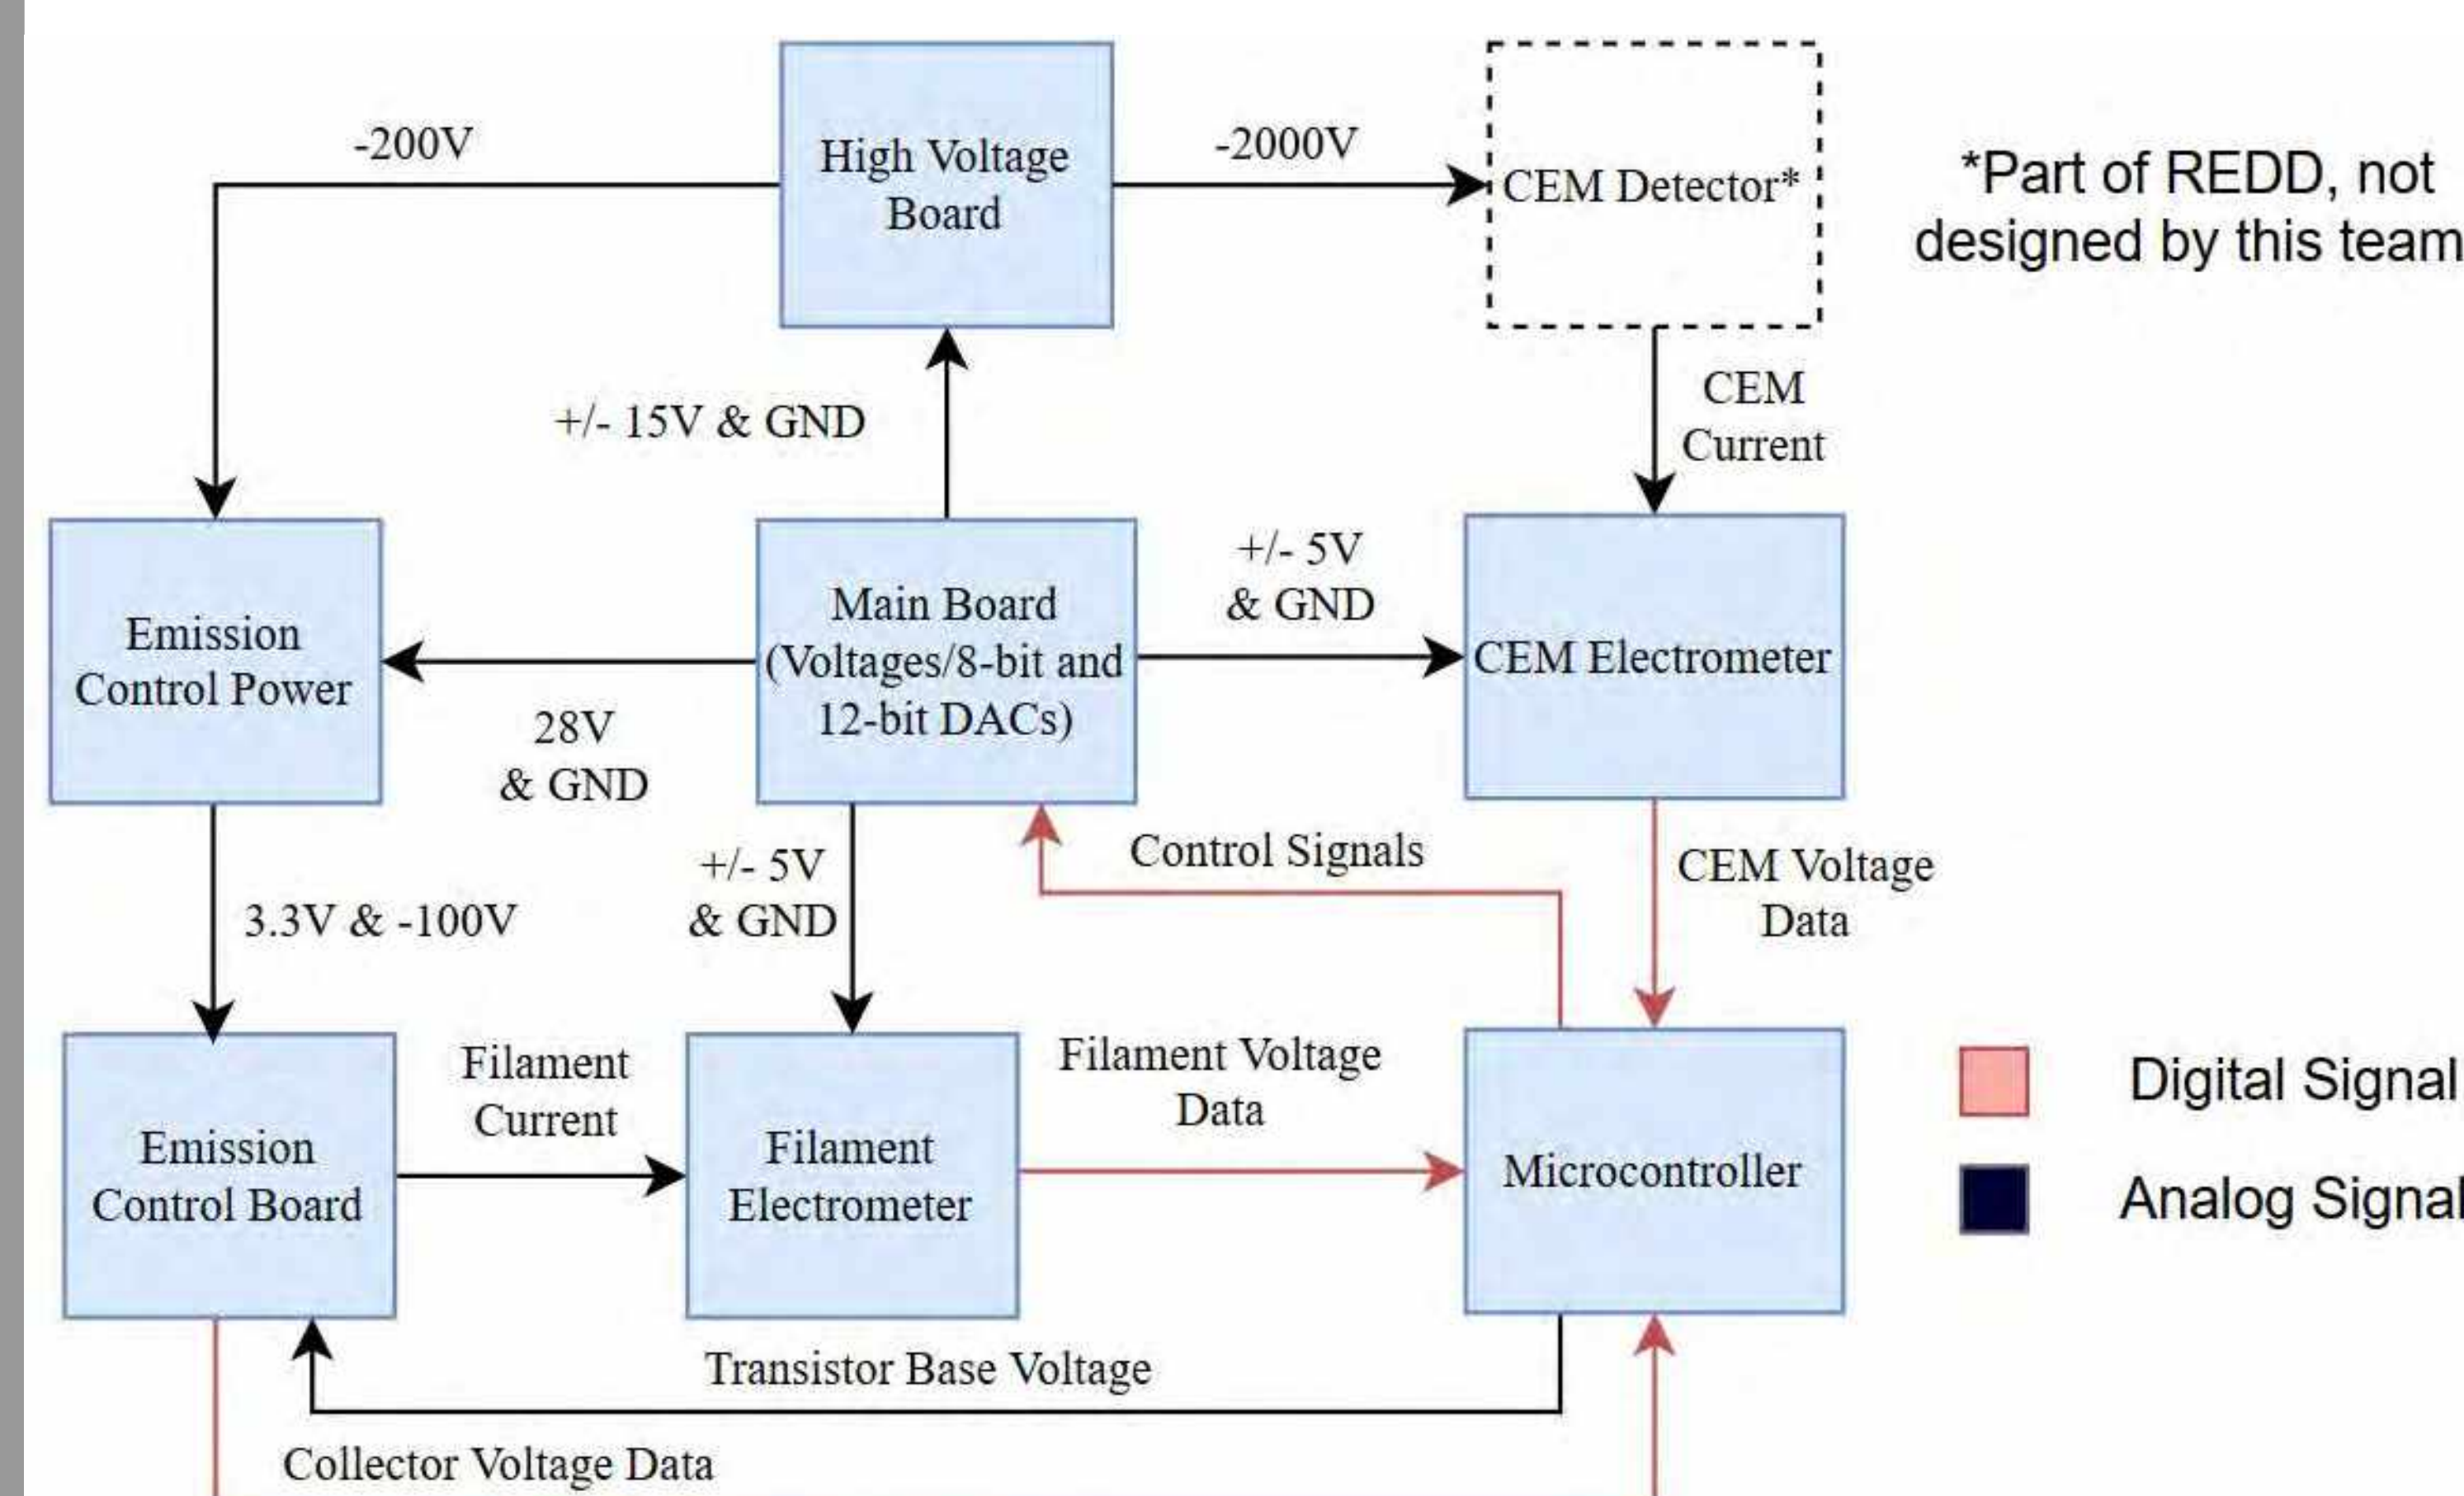 -200V
High Voltage
Board
-2000V
CEM Detector*
*Part of REDD, not
designed by this team
+/- 15V & GND
CEM
Current
Emission
Control Power
28V
& GND
Main Board
(Voltages/8-bit and
12-bit DACs)
+/- 5V
& GND
CEM Electrometer
3.3V & -100V
+/- 5V
& GND
Control Signals
CEM Voltage
Data
Emission
Control Board
Filament
Current
Filament
Electrometer
Filament Voltage
Data
Microcontroller
Digital Signal
Analog Signal
Transistor Base Voltage
Collector Voltage Data